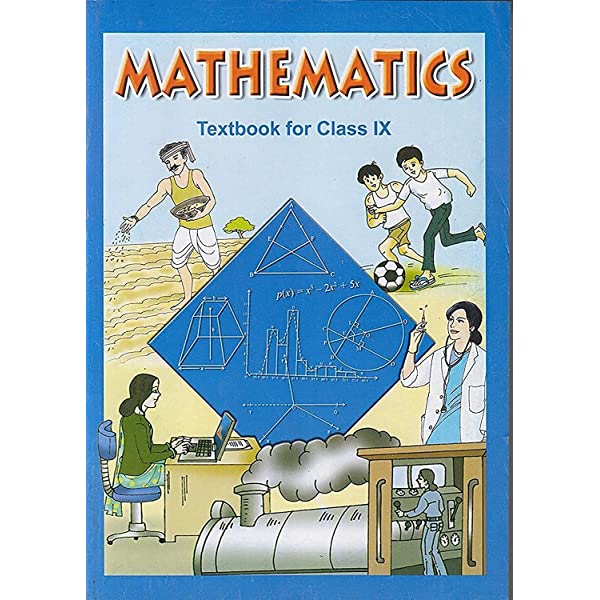 MATHEMATICS
Textbook for Class IX
A
F
E
B
C
p(x) = x³ - 2x² + 5x